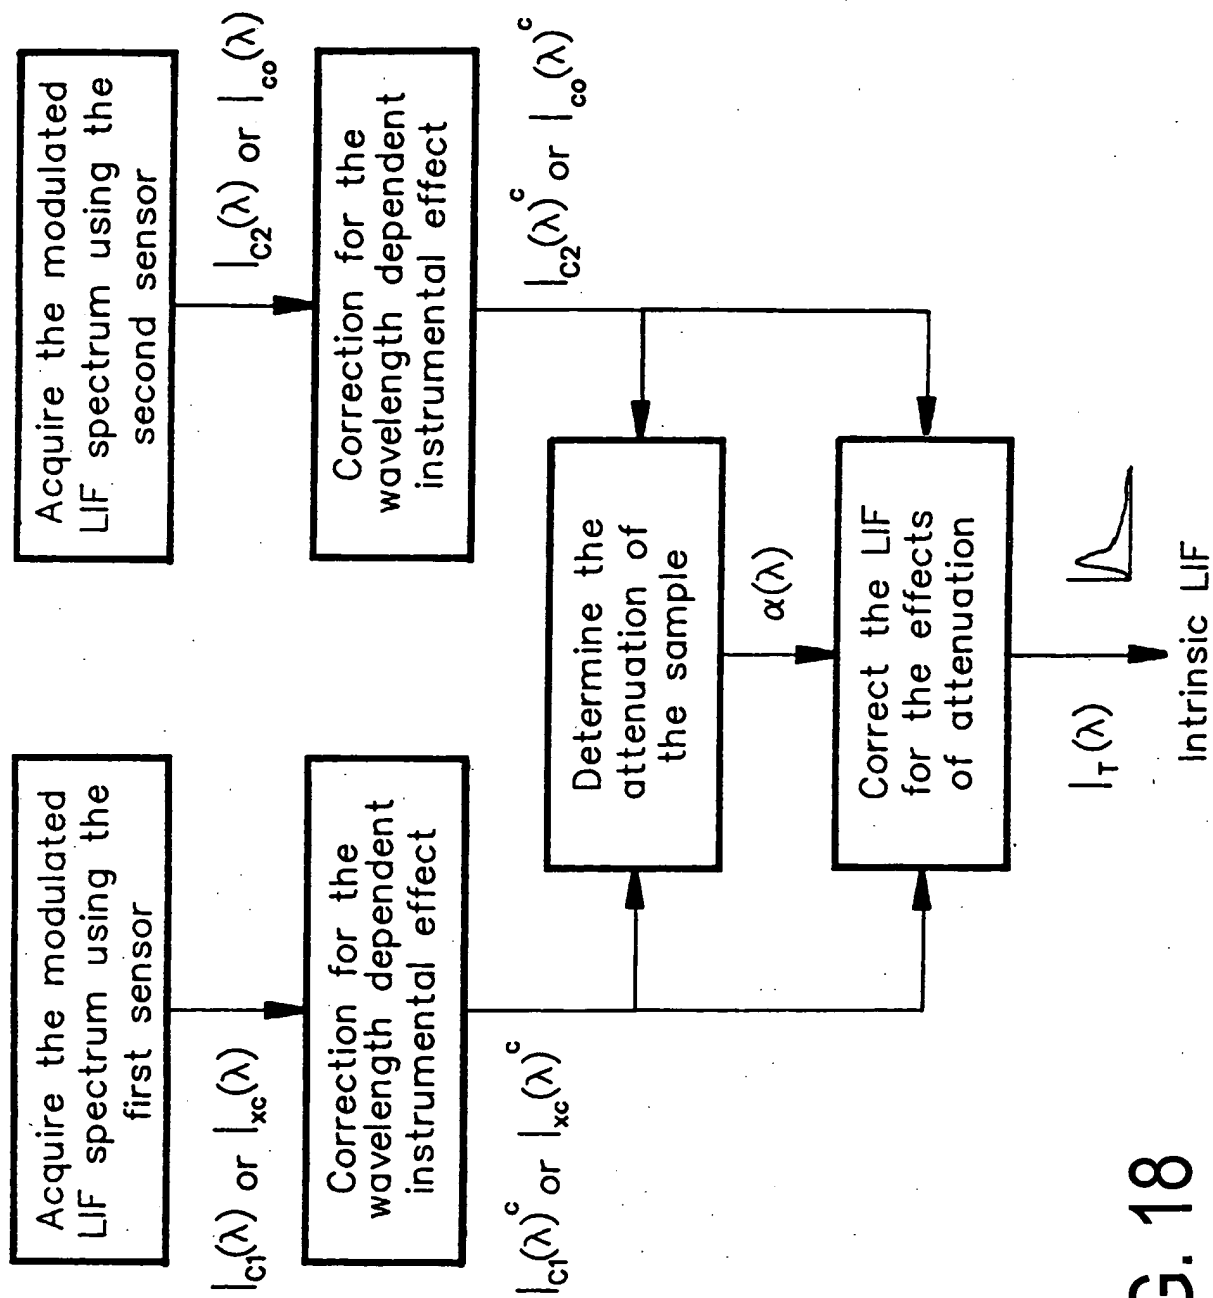 Acquire the modulated
LIF spectrum using the
first sensor
I_C1(λ) or I_xc(λ)
Correction for the
wavelength dependent
instrumental effect
I_C1(λ)^c or I_xc(λ)^c
Acquire the modulated
LIF spectrum using the
second sensor
I_C2(λ) or I_co(λ)
Correction for the
wavelength dependent
instrumental effect
I_C2(λ)^c or I_co(λ)^c
Determine the
attenuation of
the sample
α(λ)
Correct the LIF
for the effects
of attenuation
I_T(λ)
Intrinsic LIF
G. 18